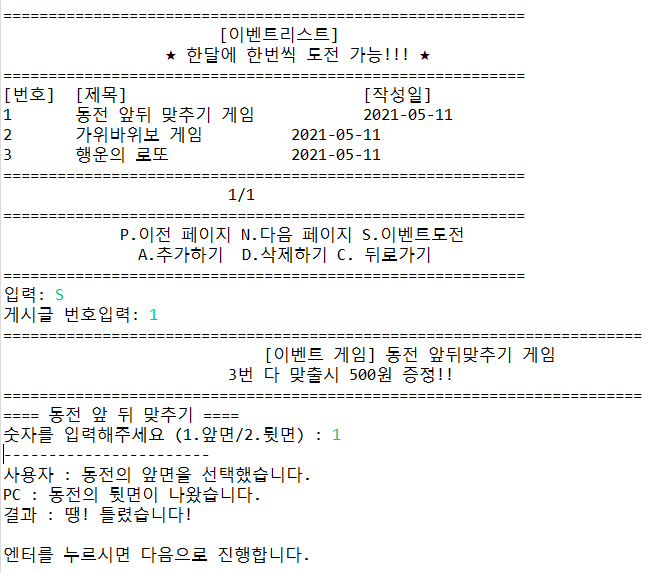 ==========================================================
[이벤트리스트]
★ 한달에 한번씩 도전 가능!!! ★
==========================================================
[번호] [제목] [작성일]
1 동전 앞뒤 맞추기 게임 2021-05-11
2 가위바위보 게임 2021-05-11
3 행운의 로또 2021-05-11
==========================================================
1/1
==========================================================
P.이전 페이지 N.다음 페이지 S.이벤트도전
A.추가하기 D.삭제하기 C. 뒤로가기
==========================================================
입력: S
게시글 번호입력: 1
=======================================================================
[이벤트 게임] 동전 앞뒤맞추기 게임
3번 다 맞출시 500원 증정!!
=======================================================================
==== 동전 앞 뒤 맞추기 ====
숫자를 입력해주세요 (1.앞면/2.뒷면) : 1
-----------------------
사용자 : 동전의 앞면을 선택했습니다.
PC : 동전의 뒷면이 나왔습니다.
결과 : 땡! 틀렸습니다!
엔터를 누르시면 다음으로 진행합니다.